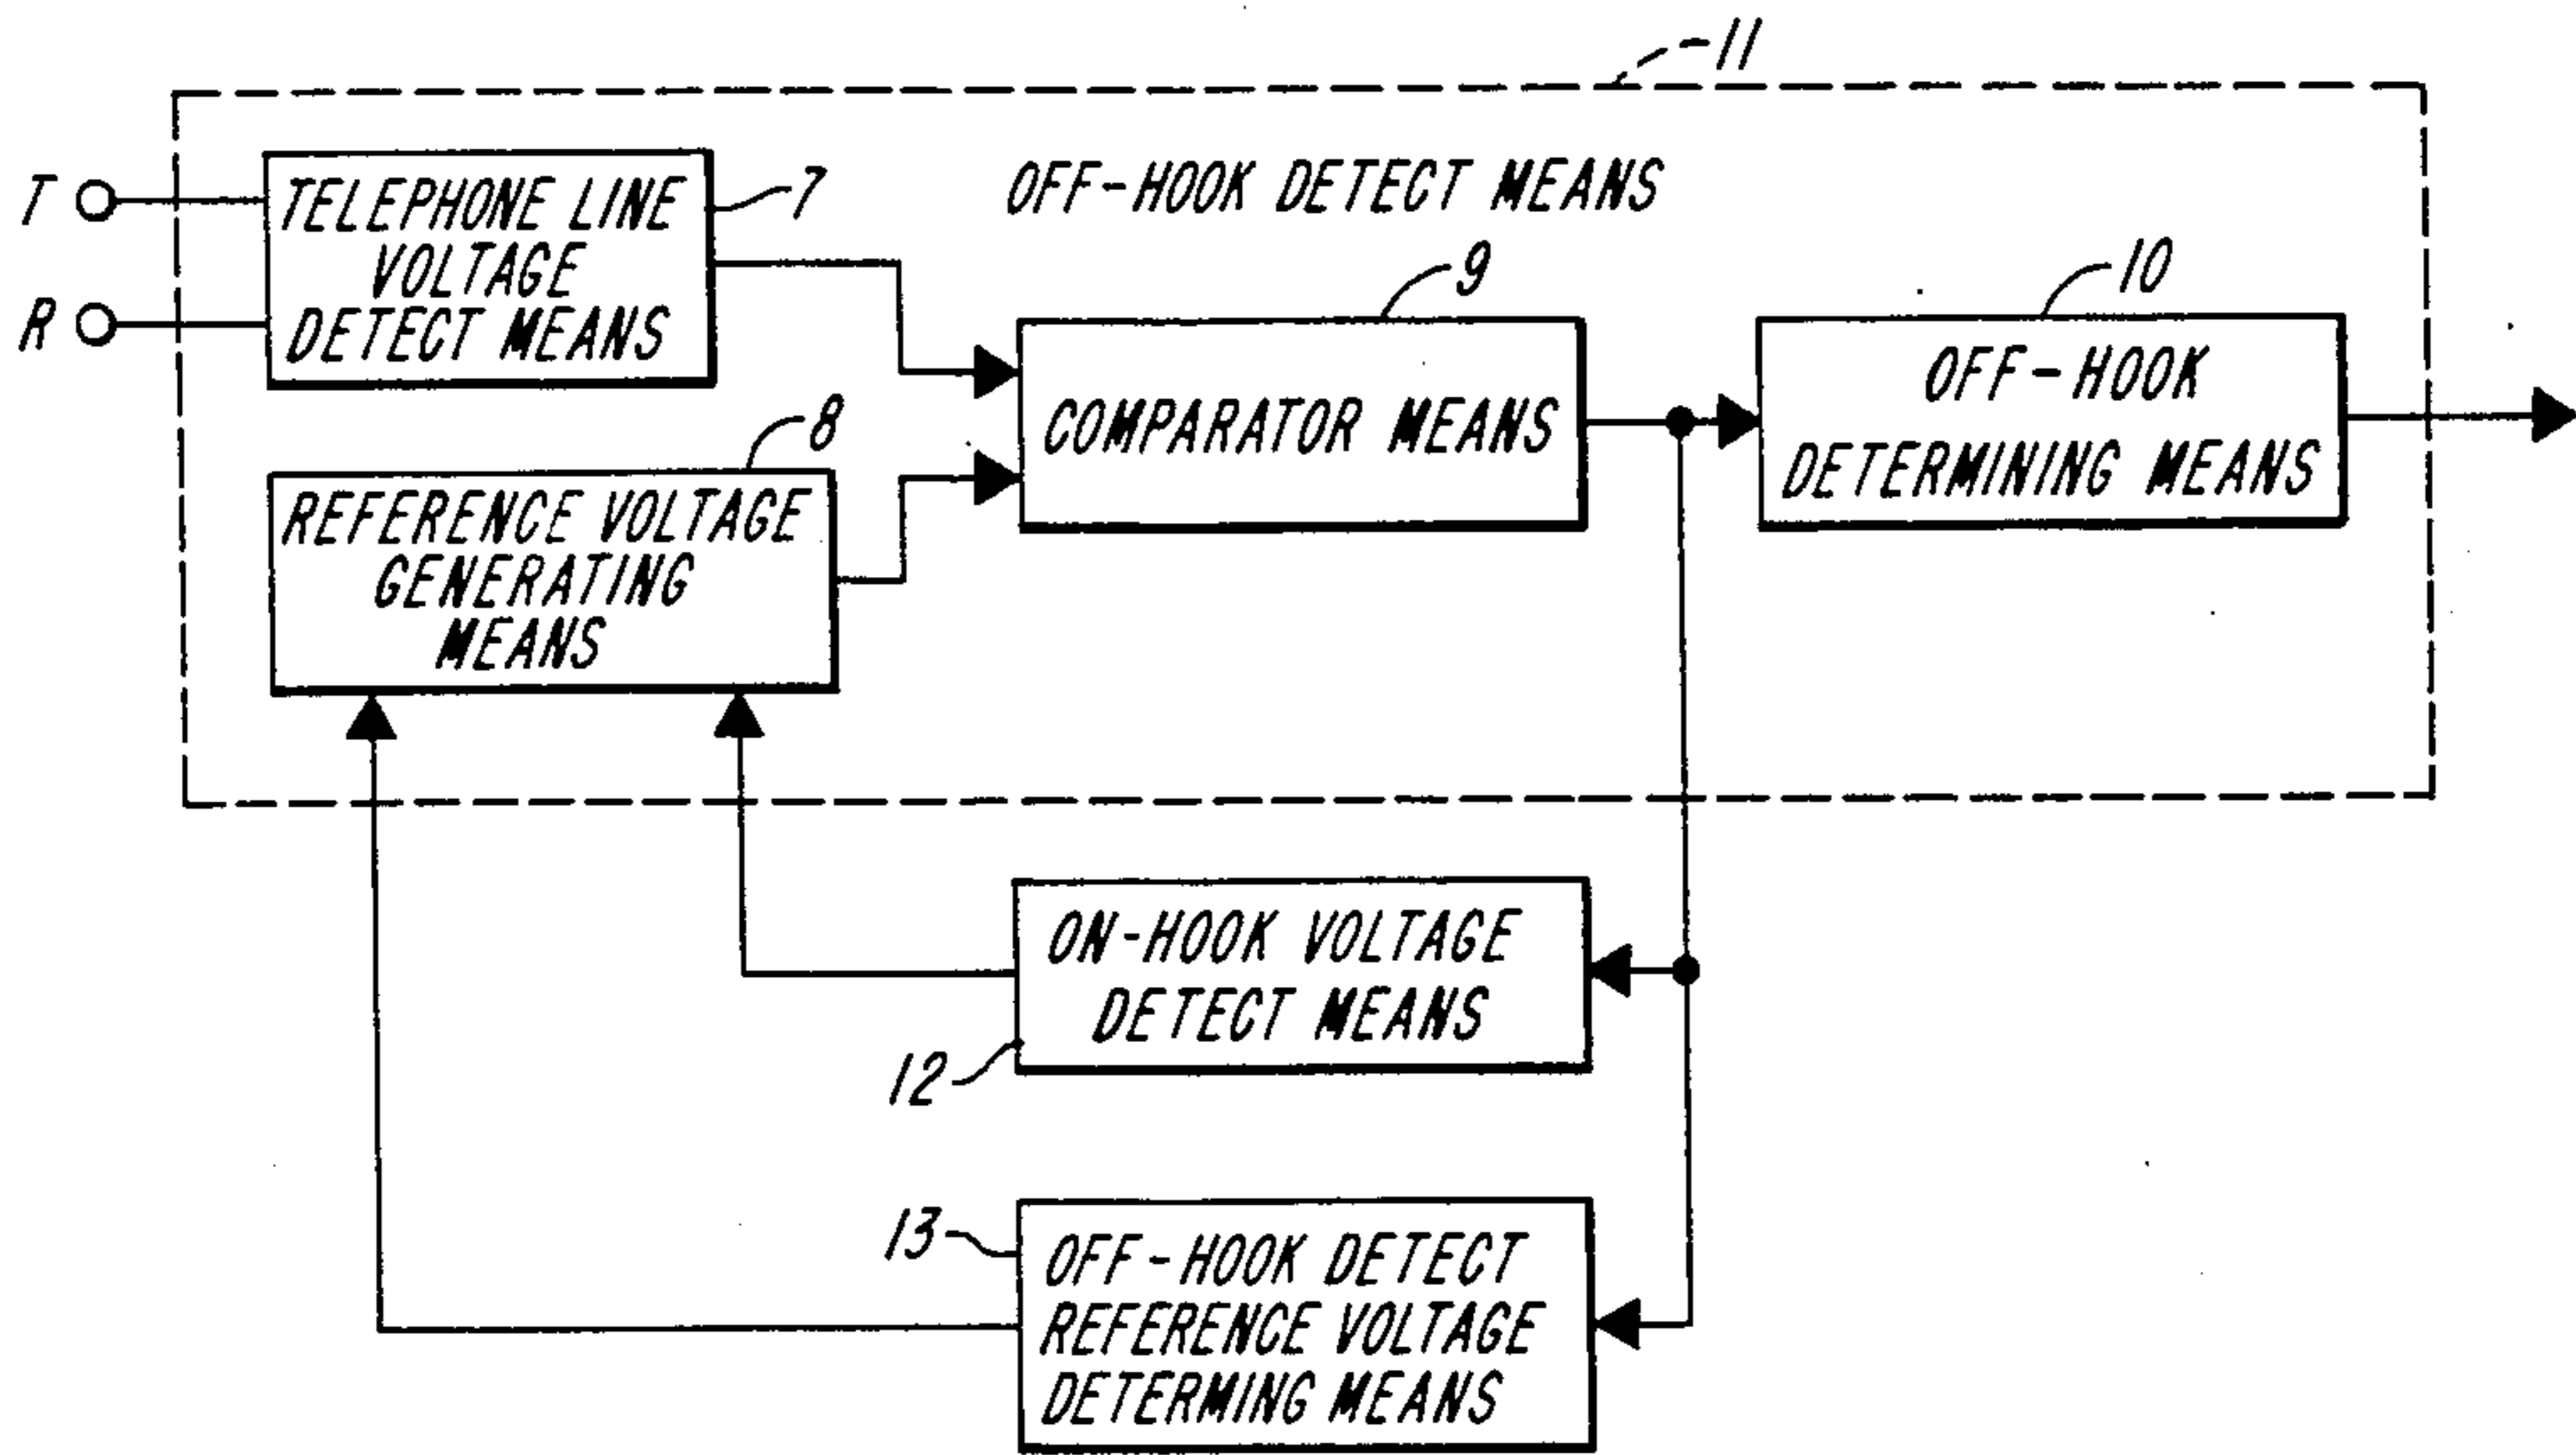 11
T
TELEPHONE LINE
VOLTAGE
DETECT MEANS
7
R
OFF-HOOK DETECT MEANS
8
REFERENCE VOLTAGE
GENERATING
MEANS
9
COMPARATOR MEANS
10
OFF-HOOK
DETERMINING MEANS
ON-HOOK VOLTAGE
DETECT MEANS
12
13
OFF-HOOK DETECT
REFERENCE VOLTAGE
DETERMING MEANS